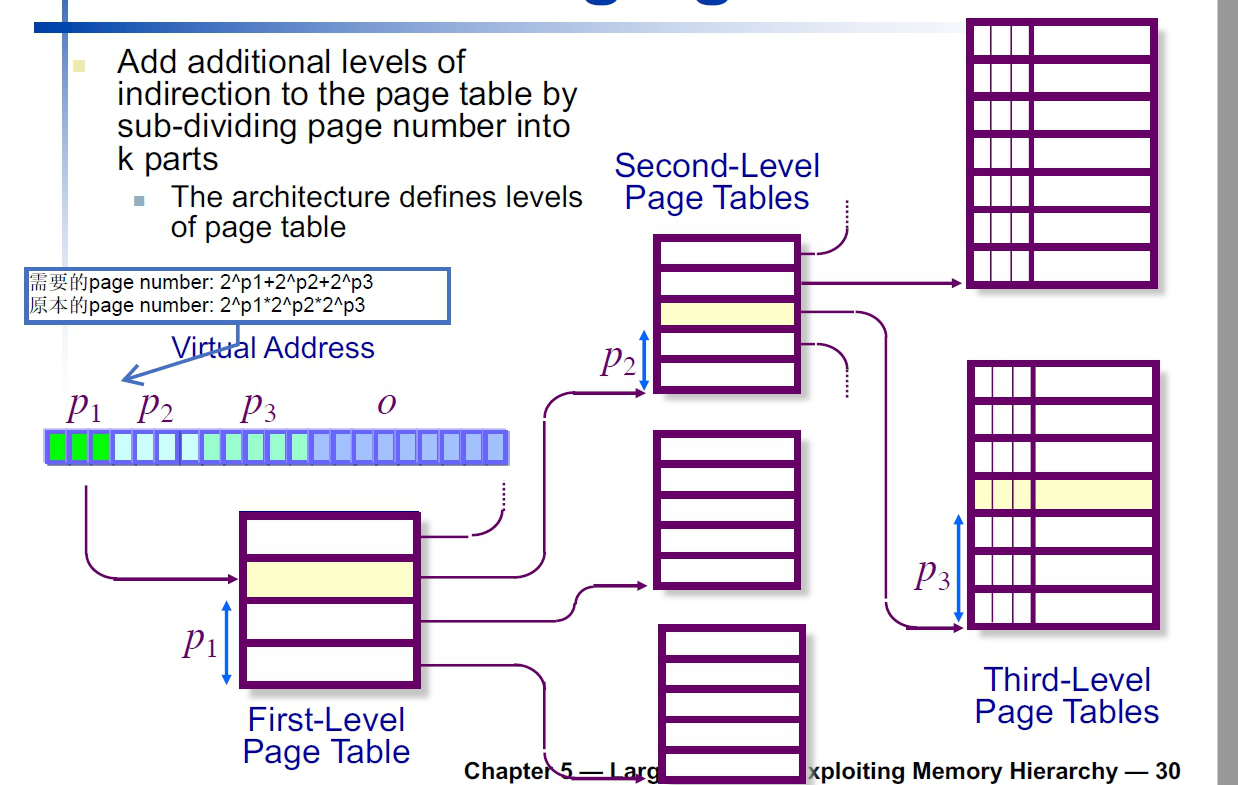 Add additional levels of
indirection to the page table by
sub-dividing page number into
k parts
The architecture defines levels
of page table
需要的page number: 2^p1+2^p2+2^p3
原本的page number: 2^p1*2^p2*2^p3
Virtual Address
p1 p2 p3 o
p1
First-Level
Page Table
Second-Level
Page Tables
p2
p3
Third-Level
Page Tables
Chapter 5 — Larg xploiting Memory Hierarchy — 30